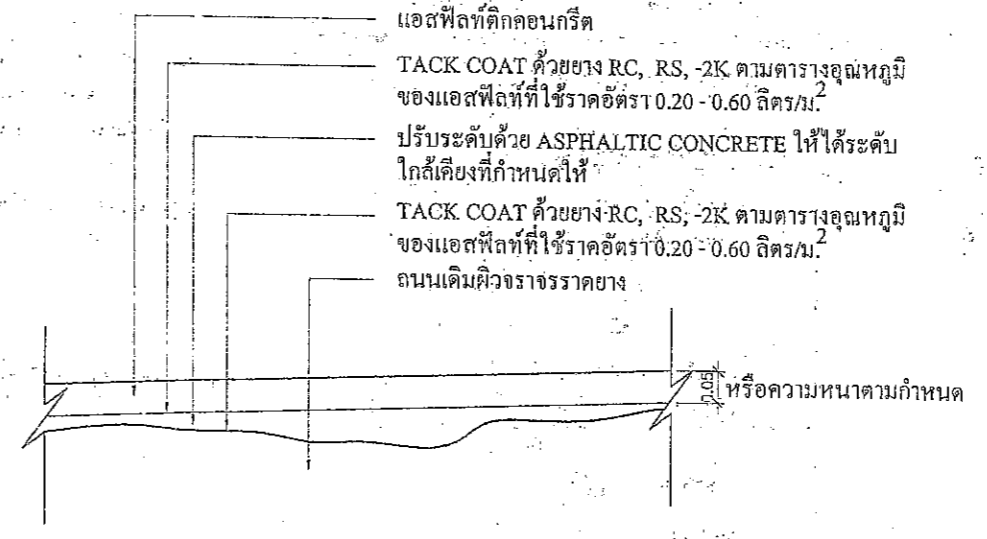 แอสฟัลท์ติกคอนกรีต
TACK COAT ด้วยยาง RC, RS, -2K ตามตารางอุณหภูมิ
ของแอสฟัลท์ที่ใช้ราดอัตรา 0.20 - 0.60 ลิตร/ม.²
ปรับระดับด้วย ASPHALTIC CONCRETE ให้ได้ระดับ
ใกล้เคียงที่กำหนดให้
TACK COAT ด้วยยาง RC, RS, -2K ตามตารางอุณหภูมิ
ของแอสฟัลท์ที่ใช้ราดอัตรา 0.20 - 0.60 ลิตร/ม.²
ถนนเดิมผิวจราจรราดยาง
0.05 หรือความหนาตามกำหนด